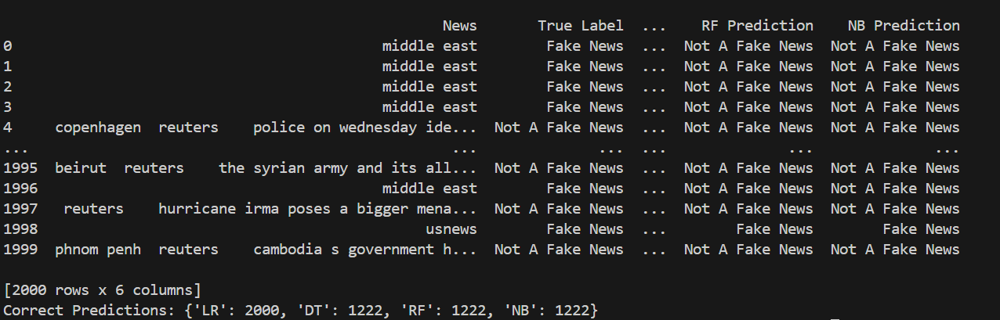 News True Label ... RF Prediction NB Prediction
0 middle east Fake News ... Not A Fake News Not A Fake News
1 middle east Fake News ... Not A Fake News Not A Fake News
2 middle east Fake News ... Not A Fake News Not A Fake News
3 middle east Fake News ... Not A Fake News Not A Fake News
4 copenhagen reuters police on wednesday ide... Not A Fake News ... Not A Fake News Not A Fake News
... ... ... ... ... ...
1995 beirut reuters the syrian army and its all... Not A Fake News ... Not A Fake News Not A Fake News
1996 middle east Fake News ... Not A Fake News Not A Fake News
1997 reuters hurricane irma poses a bigger mena... Not A Fake News ... Not A Fake News Not A Fake News
1998 usnews Fake News ... Fake News Fake News
1999 phnom penh reuters cambodia s government h... Not A Fake News ... Not A Fake News Not A Fake News
[2000 rows x 6 columns]
Correct Predictions: {'LR': 2000, 'DT': 1222, 'RF': 1222, 'NB': 1222}